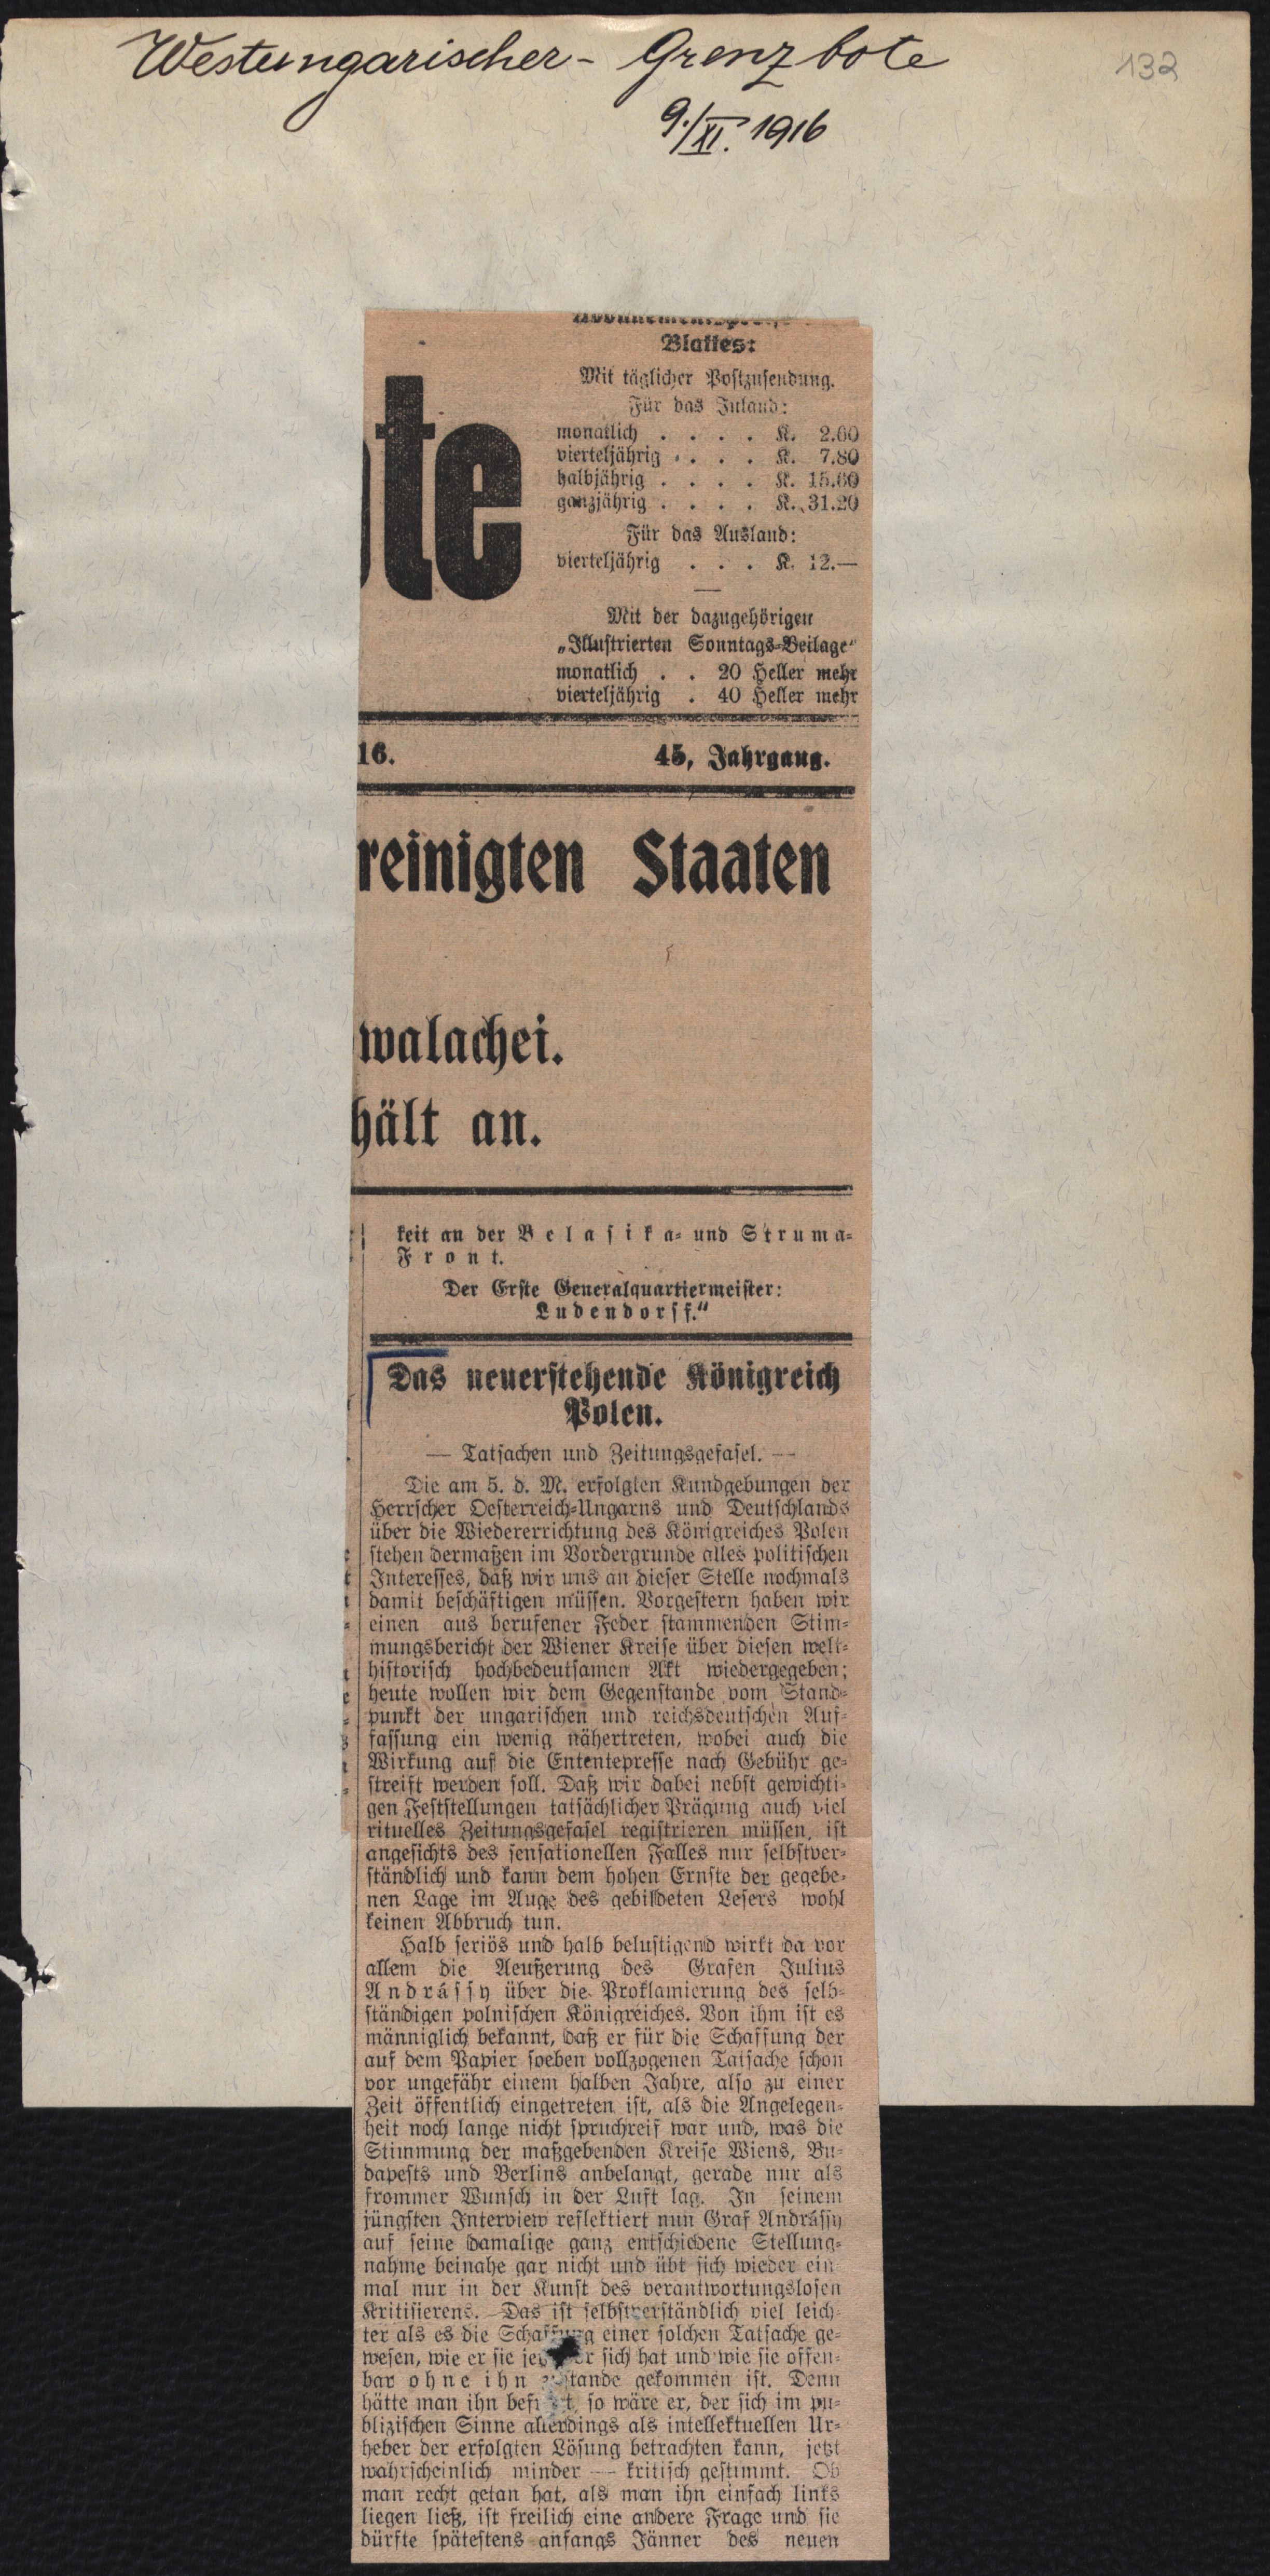 Westungarischer- Grenzbote
132
9./XI. 1916
Blattes:
Mit täglicher Postzusendung.
Für das Inland:
monatlich . . . . K. 2.60
vierteljährig . . . . K. 7.80
halbjährig . . . . K. 15.60
ganzjährig . . . . K. 31.20
Für das Ausland:
vierteljährig . . . K. 12.—
Mit der dazugehörigen
„Illustrierten Sonntags-Beilage“
monatlich . . 20 Heller mehr
vierteljährig . 40 Heller mehr
te
16.
45. Jahrgang.
reinigten Staaten
walachei.
hält an.
keit an der Belasika- und Struma-
Front.
Der Erste Generalquartiermeister:
Ludendorff.“
Das neuerstehende Königreich
Polen.
— Tatsachen und Zeitungsgefasel. —
Die am 5. d. M. erfolgten Kundgebungen der
Herrscher Oesterreich-Ungarns und Deutschlands
über die Wiedererrichtung des Königreiches Polen
stehen dermaßen im Vordergrunde alles politischen
Interesses, daß wir uns an dieser Stelle nochmals
damit beschäftigen müssen. Vorgestern haben wir
einen aus berufener Feder stammenden Stim-
mungsbericht der Wiener Kreise über diesen welt-
historisch hochbedeutsamen Akt wiedergegeben;
heute wollen wir dem Gegenstande vom Stand-
punkt der ungarischen und reichsdeutschen Auf-
fassung ein wenig nähertreten, wobei auch die
Wirkung auf die Ententepresse nach Gebühr ge-
streift werden soll. Daß wir dabei nebst gewichti-
gen Feststellungen tatsächlicher Prägung auch viel
rituelles Zeitungsgefasel registrieren müssen, ist
angesichts des sensationellen Falles nur selbstver-
ständlich und kann dem hohen Ernste der gegebe-
nen Lage im Auge des gebildeten Lesers wohl
keinen Abbruch tun.
Halb seriös und halb belustigend wirkt da vor
allem die Aeußerung des Grafen Julius
Andrássy über die Proklamierung des selb-
ständigen polnischen Königreiches. Von ihm ist es
männiglich bekannt, daß er für die Schaffung der
auf dem Papier soeben vollzogenen Tatsache schon
vor ungefähr einem halben Jahre, also zu einer
Zeit öffentlich eingetreten ist, als die Angelegen-
heit noch lange nicht spruchreif war und, was die
Stimmung der maßgebenden Kreise Wiens, Bu-
dapests und Berlins anbelangt, gerade nur als
frommer Wunsch in der Luft lag. In seinem
jüngsten Interview reflektiert nun Graf Andrássy
auf seine damalige ganz entschiedene Stellung-
nahme beinahe gar nicht und übt sich wieder ein-
mal nur in der Kunst des verantwortungslosen
Kritisierens. Das ist selbstverständlich viel leich-
ter als es die Schaffung einer solchen Tatsache ge-
wesen, wie er sie sich hat und wie sie offen-
bar ohne ihn zustande gekommen ist. Denn
hätte man ihn so wäre er, der sich im pu-
blizischen Sinne allerdings als intellektuellen Ur-
heber der erfolgten Lösung betrachten kann, jetzt
wahrscheinlich minder — kritisch gestimmt. Ob
man recht getan hat, als man ihn einfach links
liegen ließ, ist freilich eine andere Frage und sie
dürfte spätestens anfangs Jänner des neuen